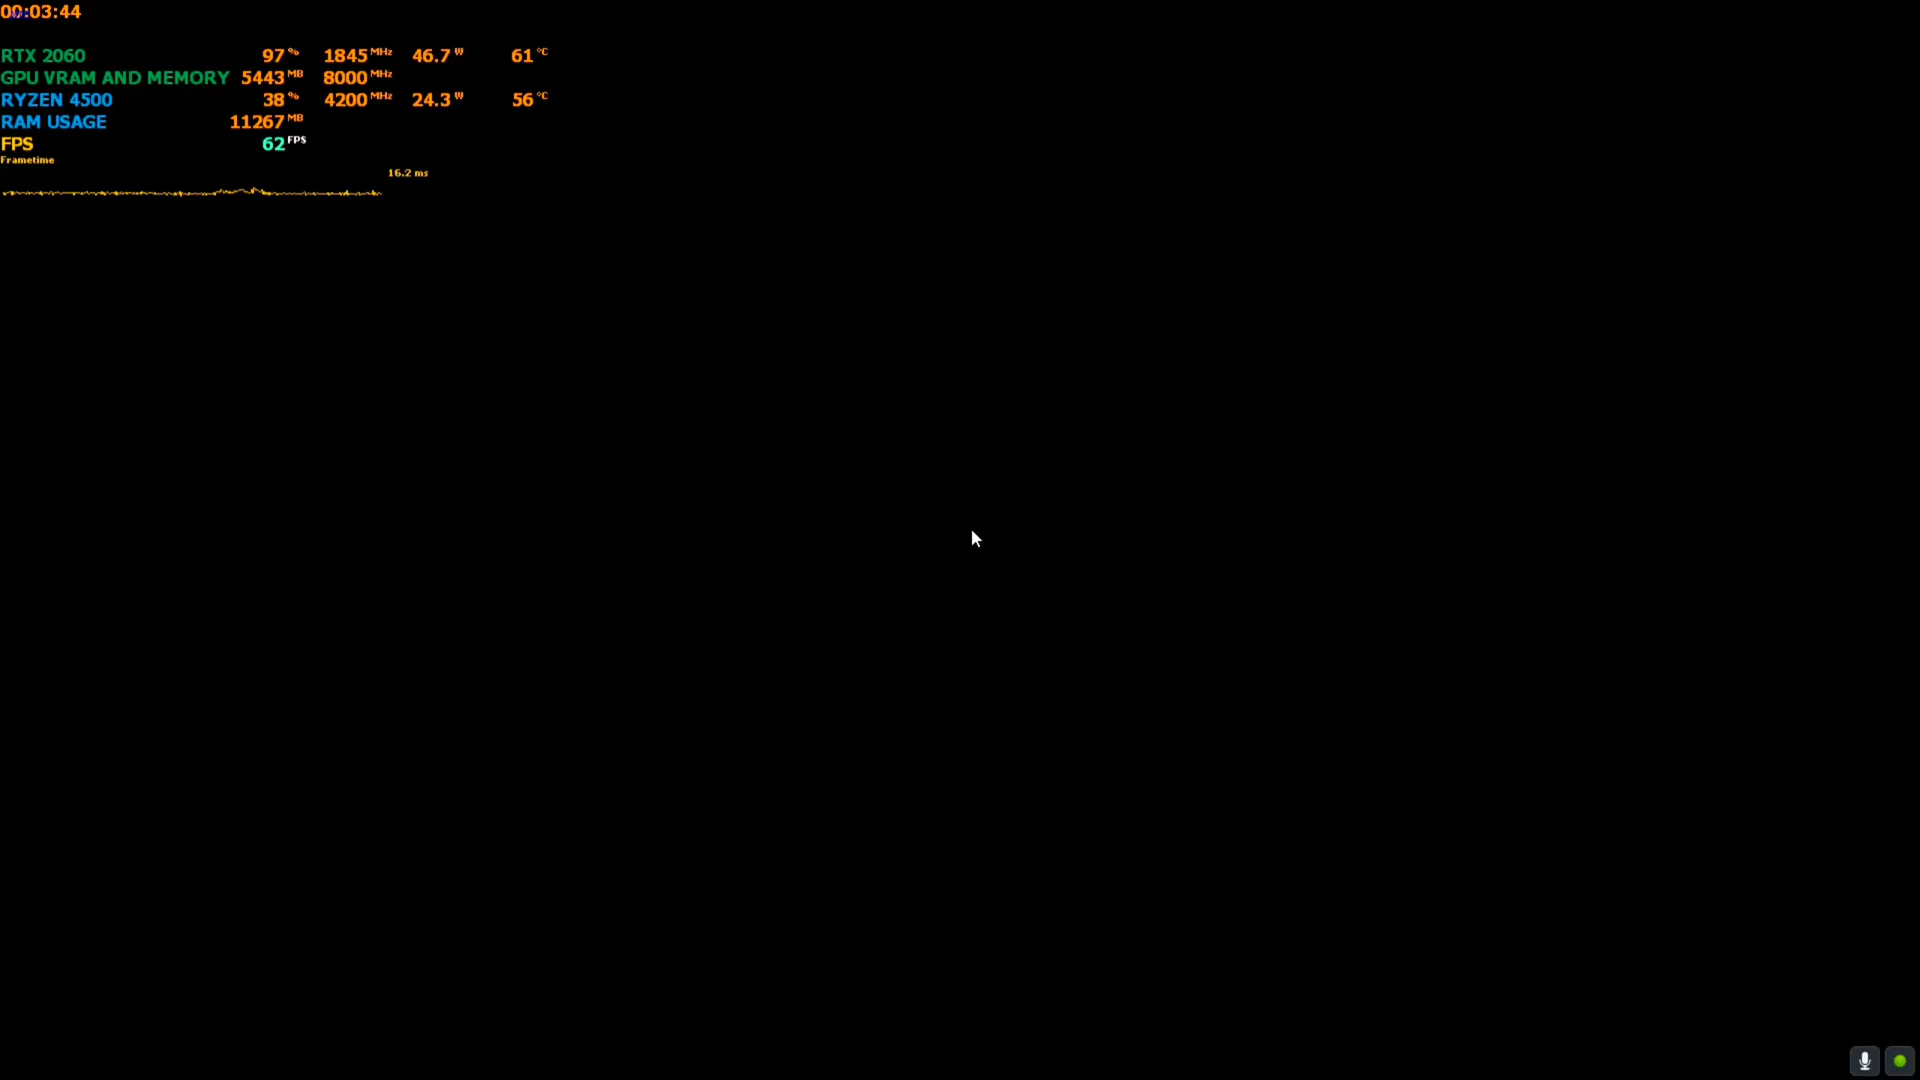 00:03:44
RTX 2060 97 % 1845 MHz 46.7 W 61 °C
GPU VRAM AND MEMORY 5443 MB 8000 MHz
RYZEN 4500 38 % 4200 MHz 24.3 W 56 °C
RAM USAGE 11267 MB
FPS 62 FPS
Frametime
16.2 ms